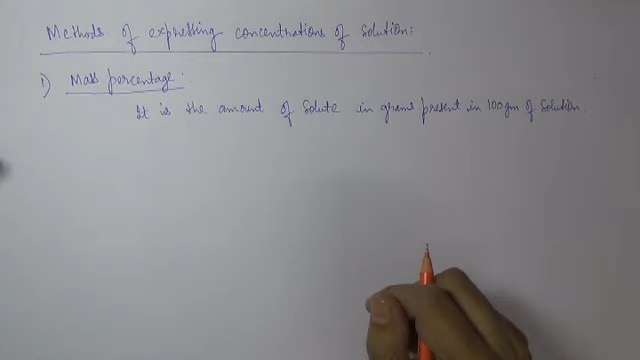 Methods of expressing concentrations of solution:
1) Mass percentage:
It is the amount of solute in grams present in 100gm of solution.